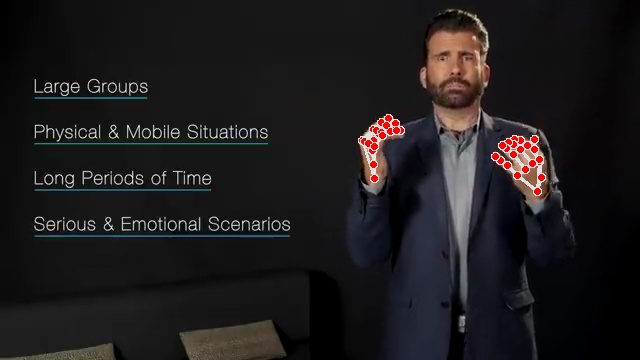 Large Groups
Physical & Mobile Situations
Long Periods of Time
Serious & Emotional Scenarios